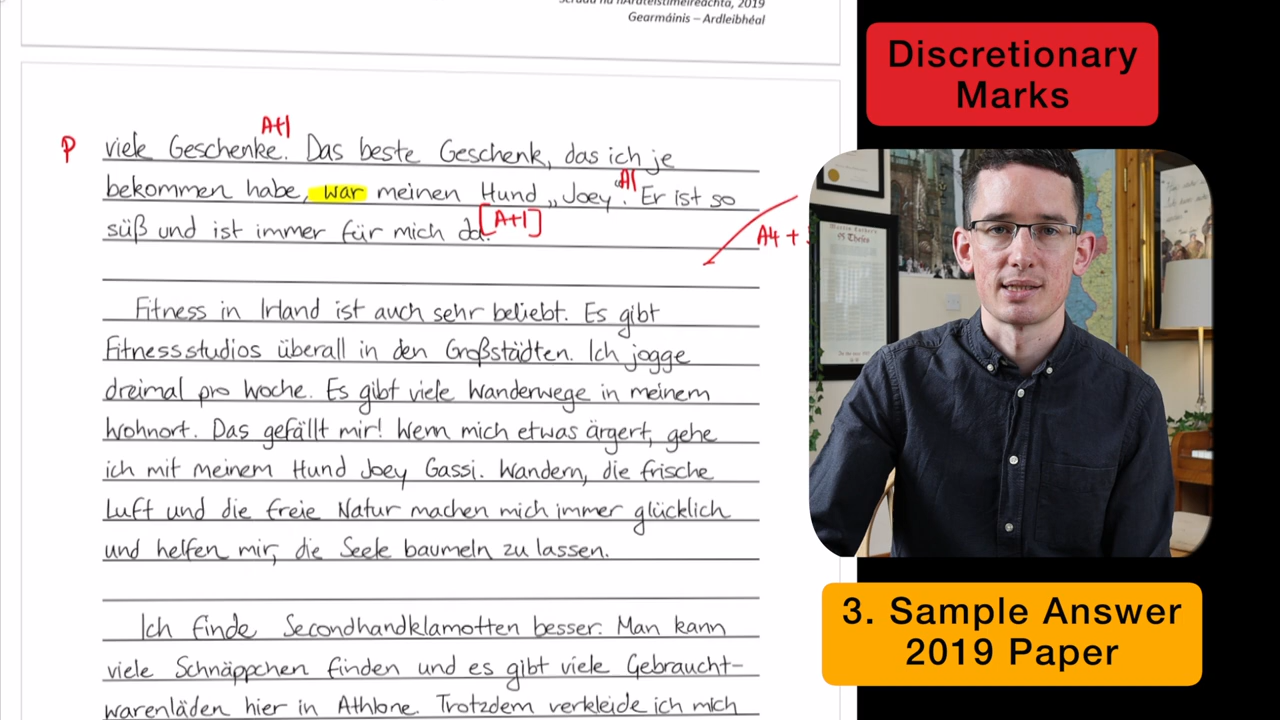 Scrúdú na hArdteistiméireachta, 2019
Gearmáinis – Ardleibhéal
Discretionary
Marks
A+1
P viele Geschenke. Das beste Geschenk, das ich je
bekommen habe, war meinen Hund „Joey“. Er ist so
A1
süß und ist immer für mich da.
[A+1]
A4 +
Fitness in Irland ist auch sehr beliebt. Es gibt
Fitnessstudios überall in den Großstädten. Ich jogge
dreimal pro Woche. Es gibt viele Wanderwege in meinem
Wohnort. Das gefällt mir! Wenn mich etwas ärgert, gehe
ich mit meinem Hund Joey Gassi. Wandern, die frische
Luft und die freie Natur machen mich immer glücklich
und helfen mir, die Seele baumeln zu lassen.
Ich finde Secondhandklamotten besser. Man kann
viele Schnäppchen finden und es gibt viele Gebraucht-
warenläden hier in Athlone. Trotzdem verkleide ich mich
95 Theses
3. Sample Answer
2019 Paper